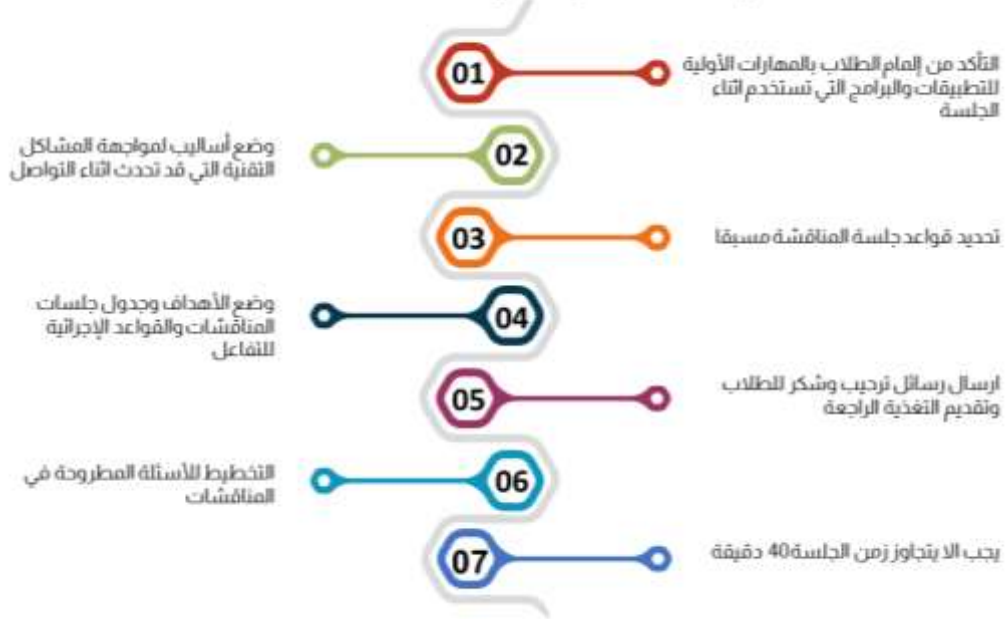 01
التأكد من إلمام الطلاب بالمهارات الأولية
للتطبيقات والبرامج التي تستخدم اثناء
الجلسة
02
وضع أساليب لمواجهة المشاكل
التقنية التي قد تحدث اثناء التواصل
03
تحديد قواعد جلسة المناقشة مسبقا
04
وضع الأهداف وجدول جلسات
المناقشات والقواعد الإجرائية
للتفاعل
05
ارسال رسائل ترحيب وشكر للطلاب
وتقديم التغذية الراجعة
06
التخطيط للأسئلة المطروحة في
المناقشات
07
يجب الا يتجاوز زمن الجلسة40 دقيقة